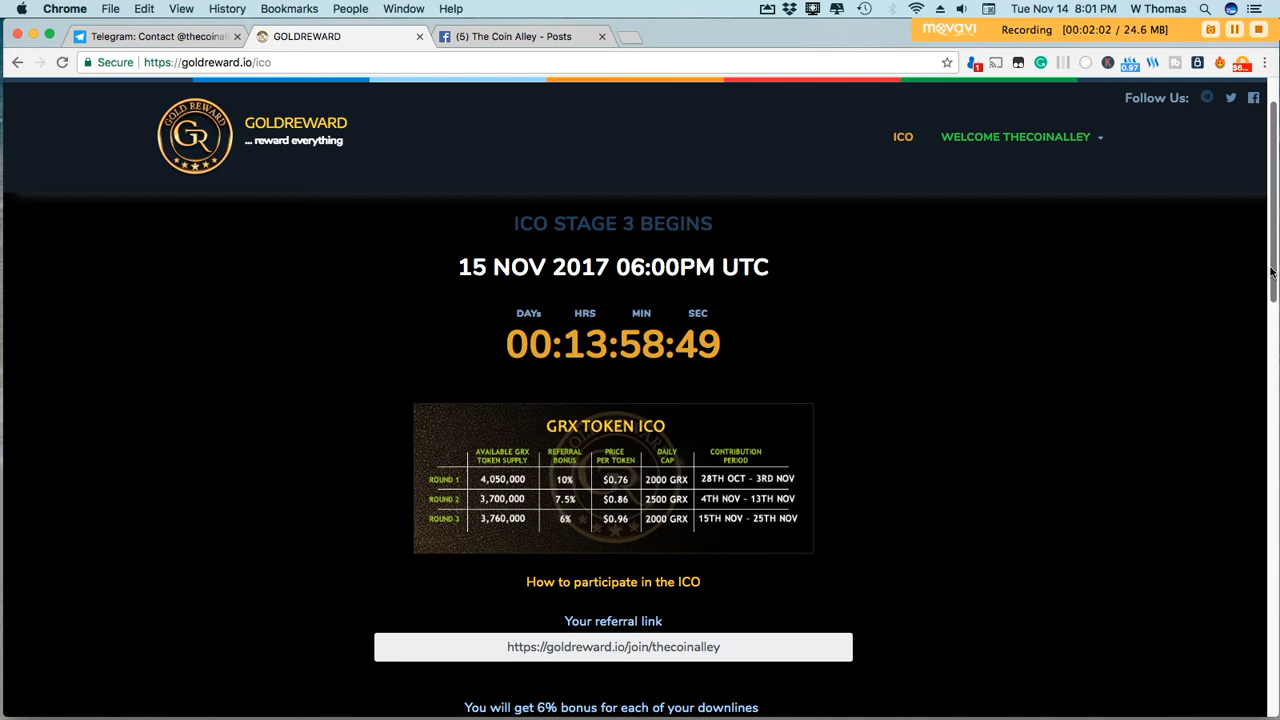 Chrome File Edit View History Bookmarks People Window Help Tue Nov 14 8:01 PM W Thomas
Telegram: Contact @thecoinal × GOLDREWARD × (5) The Coin Alley - Posts ×
movavi Recording [00:02:02 / 24.6 MB]
Secure https://goldreward.io/ico
1 0.97 $6...
Follow Us:
GOLD REWARD
GR
GOLDREWARD
... reward everything
ICO WELCOME THECOINALLEY
ICO STAGE 3 BEGINS
15 NOV 2017 06:00PM UTC
DAYs HRS MIN SEC
00:13:58:49
GRX TOKEN ICO
AVAILABLE GRX TOKEN SUPPLY REFERRAL BONUS PRICE PER TOKEN DAILY CAP CONTRIBUTION PERIOD
ROUND 1 4,050,000 10% $0.76 2000 GRX 28TH OCT - 3RD NOV
ROUND 2 3,700,000 7.5% $0.86 2500 GRX 4TH NOV - 13TH NOV
ROUND 3 3,760,000 6% $0.96 2000 GRX 15TH NOV - 25TH NOV
How to participate in the ICO
Your referral link
https://goldreward.io/join/thecoinalley
You will get 6% bonus for each of your downlines